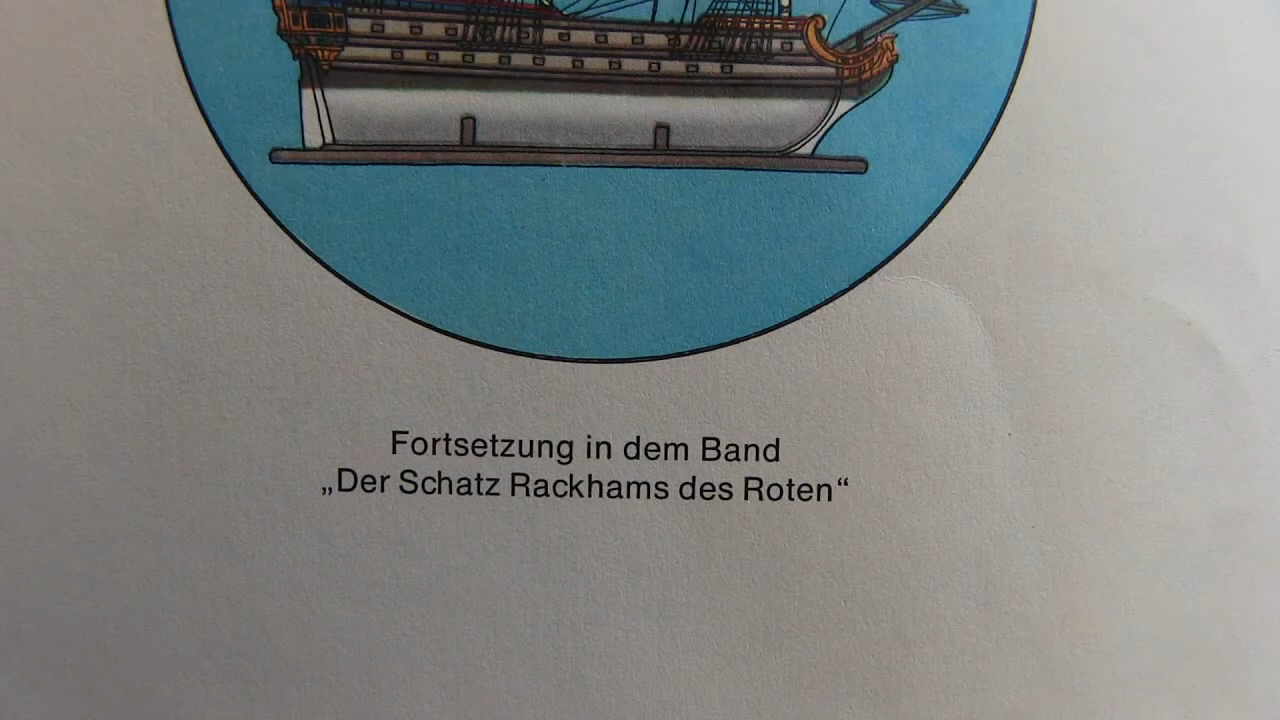 Fortsetzung in dem Band
„Der Schatz Rackhams des Roten“